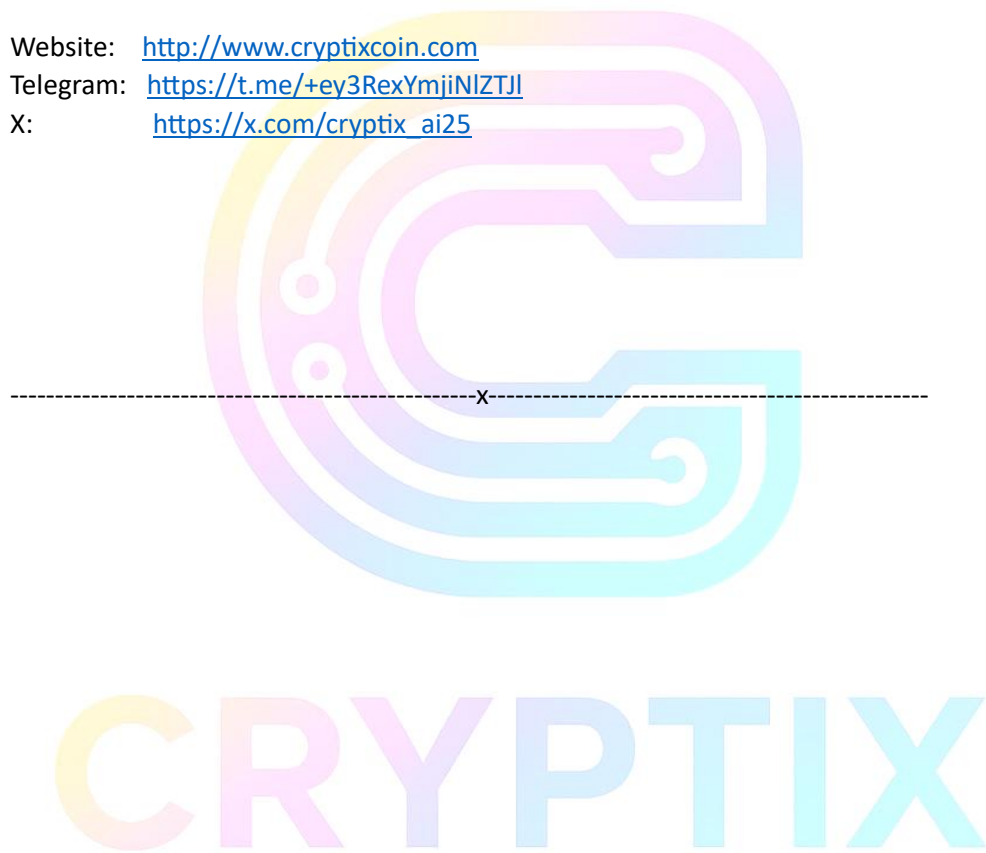 Website: http://www.cryptixcoin.com
Telegram: https://t.me/+ey3RexYmjiNlZTJl
X: https://x.com/cryptix_ai25
-----------------------------------------------------x--------------------------------------------------
CRYPTIX